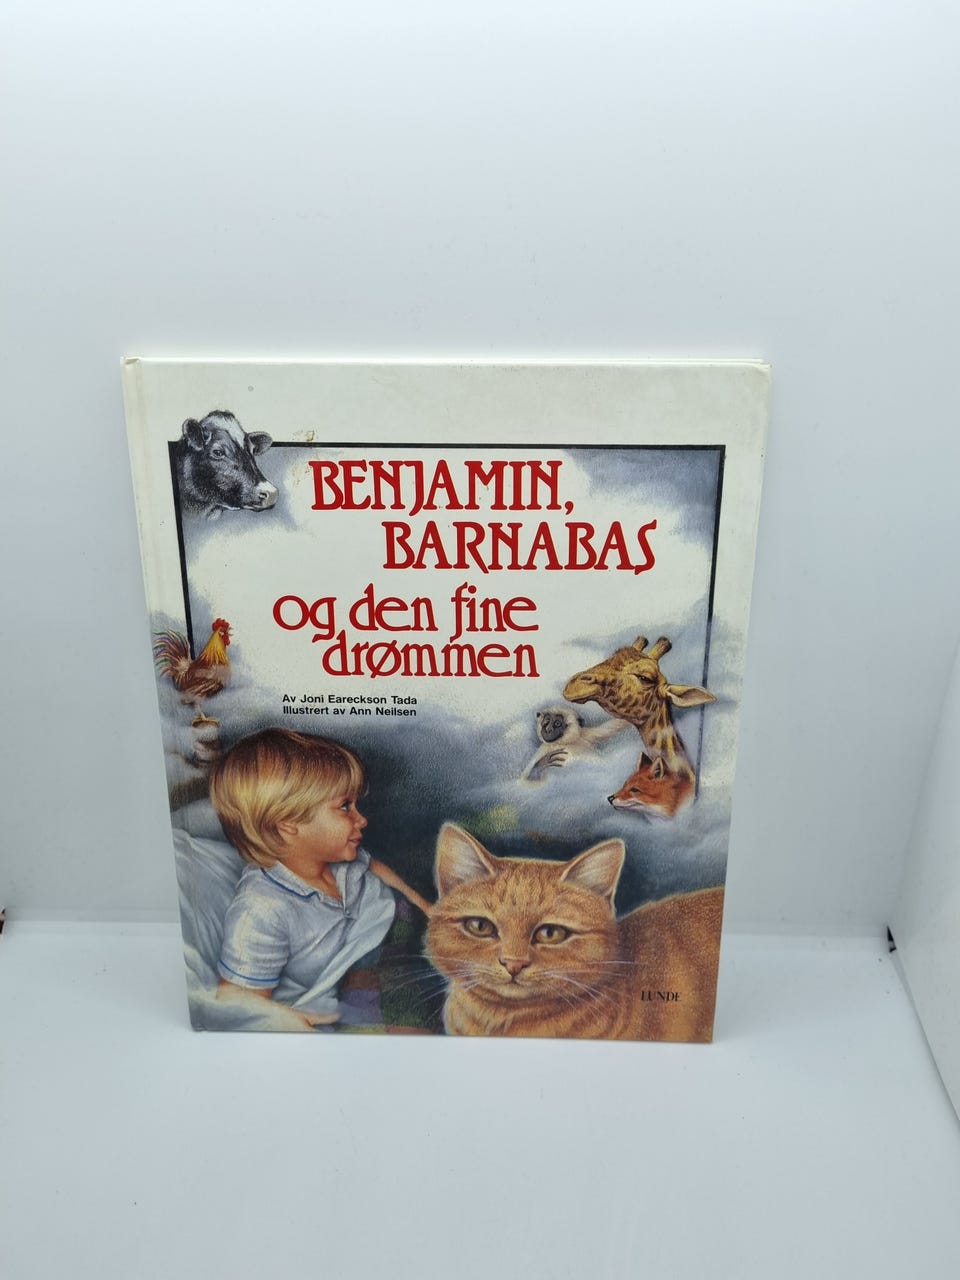 BENJAMIN,
BARNABAS
og den fine
drømmen
Av Joni Eareckson Tada
Illustrert av Ann Neilsen
LUNDE